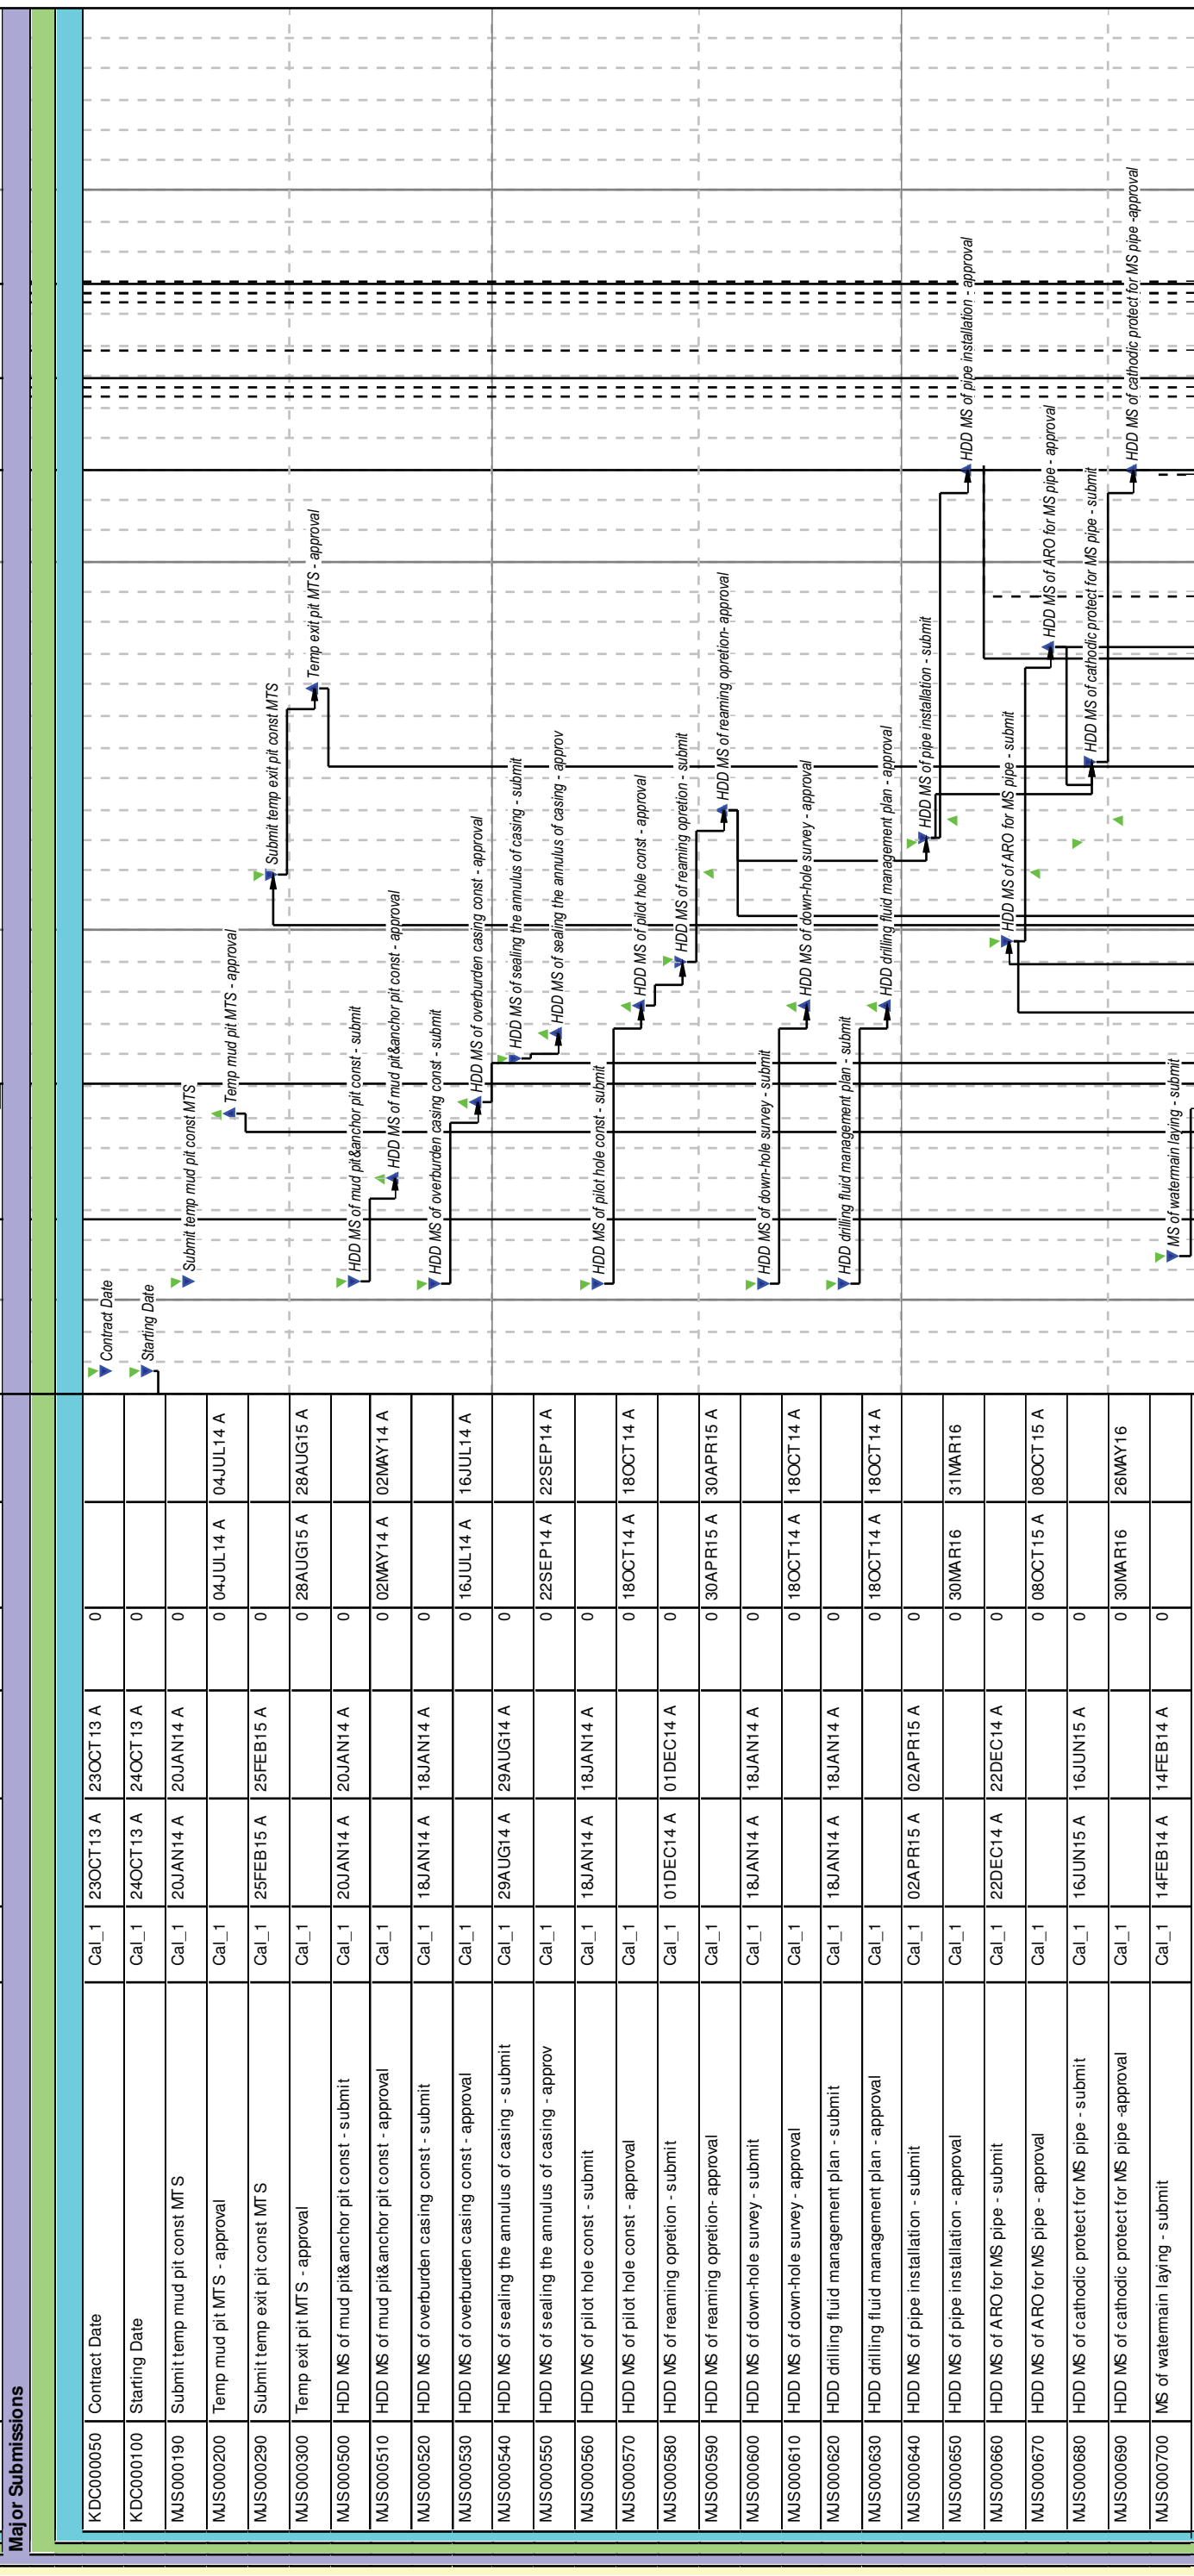 Major Submissions
KDC000050 Contract Date Cal_1 23OCT13 A 23OCT13 A 0 Contract Date
KDC000100 Starting Date Cal_1 24OCT13 A 24OCT13 A 0 Starting Date
MJS000190 Submit temp mud pit const MTS Cal_1 20JAN14 A 20JAN14 A 0 Submit temp mud pit const MTS
MJS000200 Temp mud pit MTS - approval Cal_1 0 04JUL14 A 04JUL14 A Temp mud pit MTS - approval
MJS000290 Submit temp exit pit const MTS Cal_1 25FEB15 A 25FEB15 A 0 Submit temp exit pit const MTS
MJS000300 Temp exit pit MTS - approval Cal_1 0 28AUG15 A 28AUG15 A Temp exit pit MTS - approval
MJS000500 HDD MS of mud pit&anchor pit const - submit Cal_1 20JAN14 A 20JAN14 A 0 HDD MS of mud pit&anchor pit const - submit
MJS000510 HDD MS of mud pit&anchor pit const - approval Cal_1 0 02MAY14 A 02MAY14 A HDD MS of mud pit&anchor pit const - approval
MJS000520 HDD MS of overburden casing const - submit Cal_1 18JAN14 A 18JAN14 A 0 HDD MS of overburden casing const - submit
MJS000530 HDD MS of overburden casing const - approval Cal_1 0 16JUL14 A 16JUL14 A HDD MS of overburden casing const - approval
MJS000540 HDD MS of sealing the annulus of casing - submit Cal_1 29AUG14 A 29AUG14 A 0 HDD MS of sealing the annulus of casing - submit
MJS000550 HDD MS of sealing the annulus of casing - approv Cal_1 0 22SEP14 A 22SEP14 A HDD MS of sealing the annulus of casing - approv
MJS000560 HDD MS of pilot hole const - submit Cal_1 18JAN14 A 18JAN14 A 0 HDD MS of pilot hole const - submit
MJS000570 HDD MS of pilot hole const - approval Cal_1 0 18OCT14 A 18OCT14 A HDD MS of pilot hole const - approval
MJS000580 HDD MS of reaming opretion - submit Cal_1 01DEC14 A 01DEC14 A 0 HDD MS of reaming opretion - submit
MJS000590 HDD MS of reaming opretion- approval Cal_1 0 30APR15 A 30APR15 A HDD MS of reaming opretion- approval
MJS000600 HDD MS of down-hole survey - submit Cal_1 18JAN14 A 18JAN14 A 0 HDD MS of down-hole survey - submit
MJS000610 HDD MS of down-hole survey - approval Cal_1 0 18OCT14 A 18OCT14 A HDD MS of down-hole survey - approval
MJS000620 HDD drilling fluid management plan - submit Cal_1 18JAN14 A 18JAN14 A 0 HDD drilling fluid management plan - submit
MJS000630 HDD drilling fluid management plan - approval Cal_1 0 18OCT14 A 18OCT14 A HDD drilling fluid management plan - approval
MJS000640 HDD MS of pipe installation - submit Cal_1 02APR15 A 02APR15 A 0 HDD MS of pipe installation - submit
MJS000650 HDD MS of pipe installation - approval Cal_1 0 30MAR16 31MAR16 HDD MS of pipe installation - approval
MJS000660 HDD MS of ARO for MS pipe - submit Cal_1 22DEC14 A 22DEC14 A 0 HDD MS of ARO for MS pipe - submit
MJS000670 HDD MS of ARO for MS pipe - approval Cal_1 0 08OCT15 A 08OCT15 A HDD MS of ARO for MS pipe - approval
MJS000680 HDD MS of cathodic protect for MS pipe - submit Cal_1 16JUN15 A 16JUN15 A 0 HDD MS of cathodic protect for MS pipe - submit
MJS000690 HDD MS of cathodic protect for MS pipe -approval Cal_1 0 30MAR16 26MAY16 HDD MS of cathodic protect for MS pipe -approval
MJS000700 MS of watermain laying - submit Cal_1 14FEB14 A 14FEB14 A 0 MS of watermain laying - submit